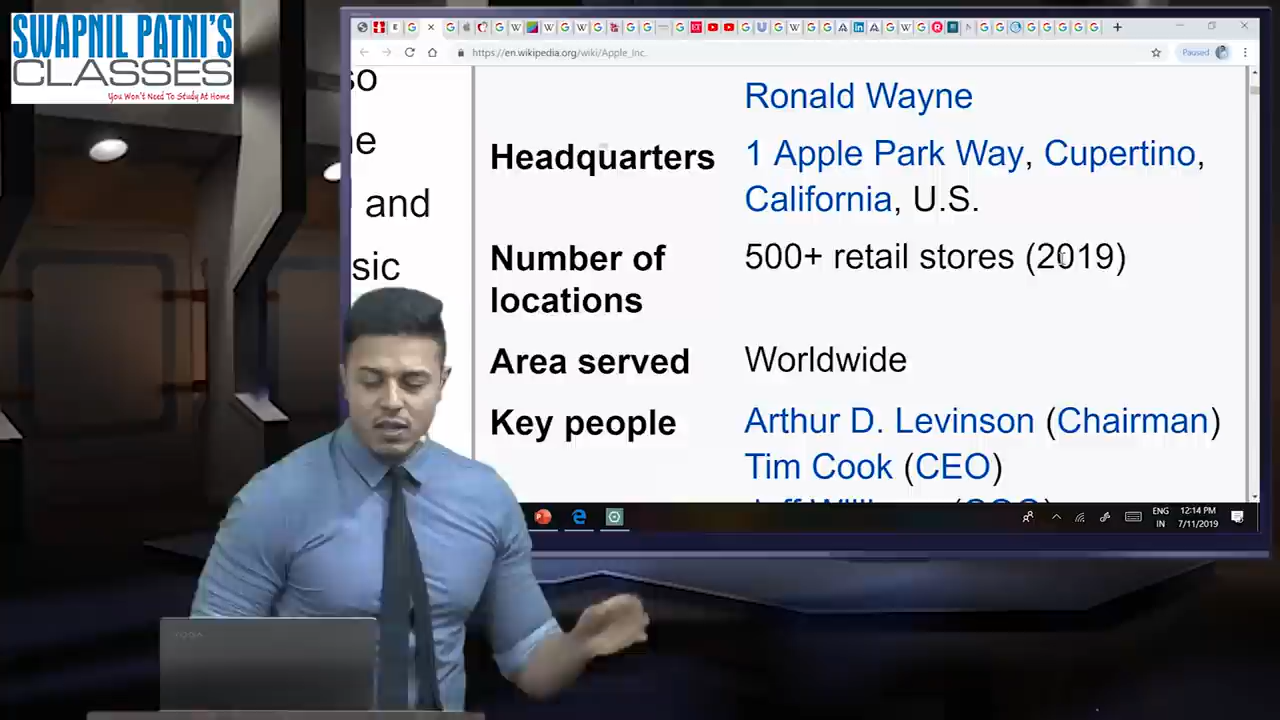 SWAPNIL PATNI'S
CLASSES
You Won't Need To Study At Home
https://en.wikipedia.org/wiki/Apple_Inc.
Paused
so
e
and
sic
Ronald Wayne
Headquarters
1 Apple Park Way, Cupertino,
California, U.S.
Number of
locations
500+ retail stores (2019)
Area served
Worldwide
Key people
Arthur D. Levinson (Chairman)
Tim Cook (CEO)
ENG
IN
12:14 PM
7/11/2019
YOGA